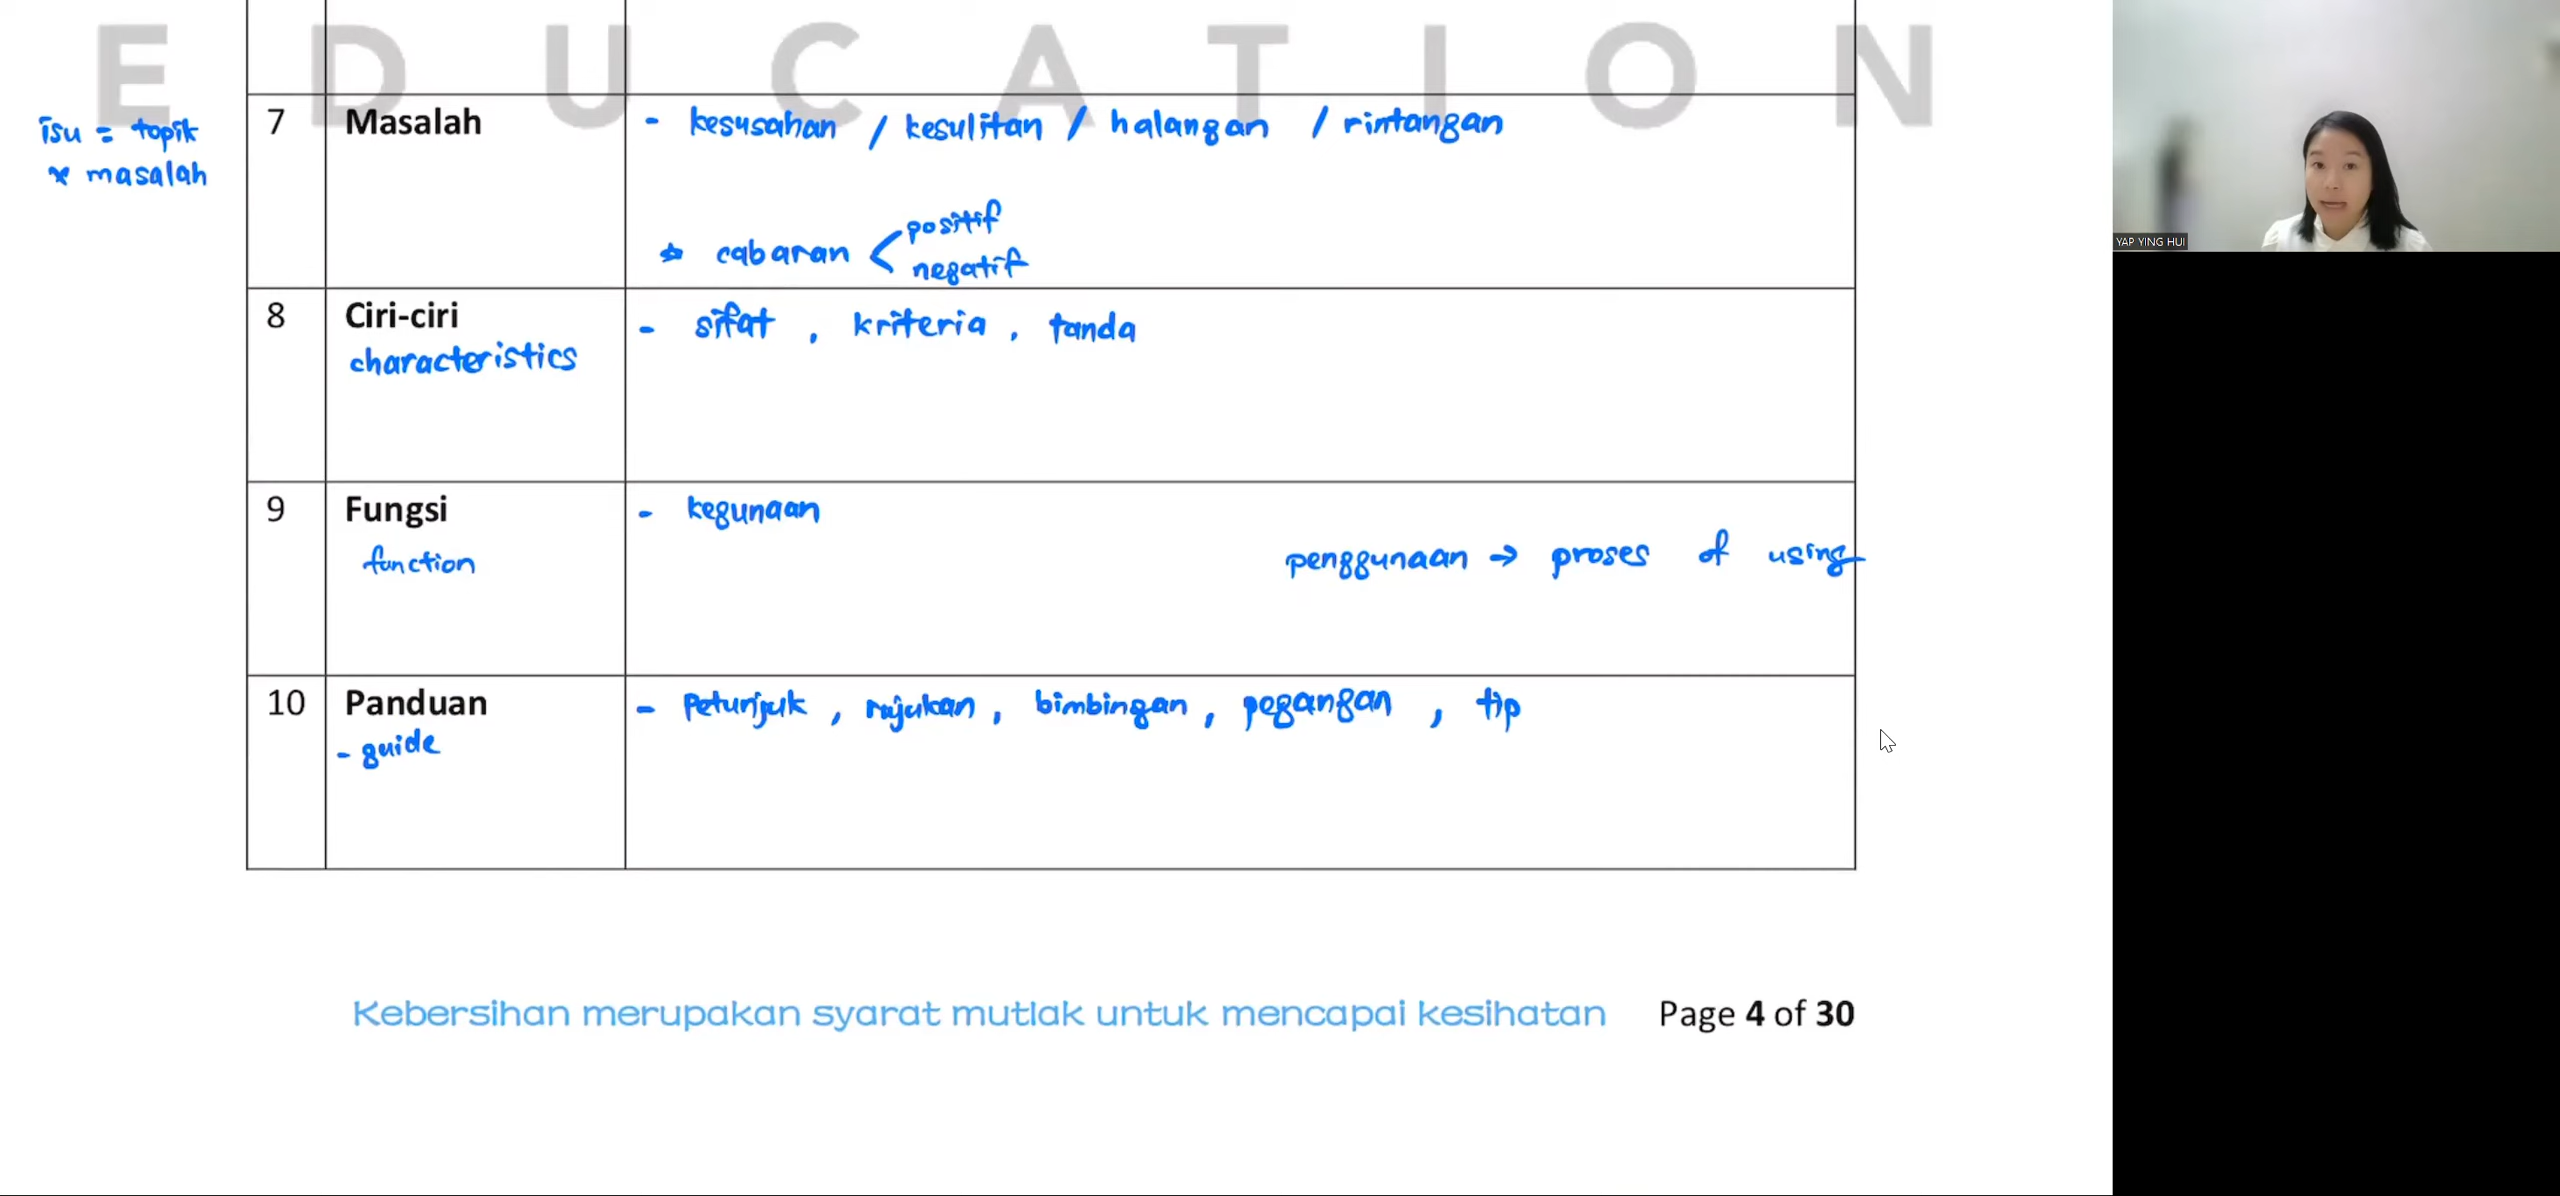 EDUCATION
isu = topik
x masalah
7 Masalah - kesusahan / kesulitan / halangan / rintangan
* cabaran < positif
negatif
8 Ciri-ciri - sifat , kriteria , tanda
characteristics
9 Fungsi - kegunaan
function penggunaan → proses of using
10 Panduan - Petunjuk , rujukan , bimbingan , pegangan , tip
- guide
Kebersihan merupakan syarat mutlak untuk mencapai kesihatan Page 4 of 30
YAP YING HUI